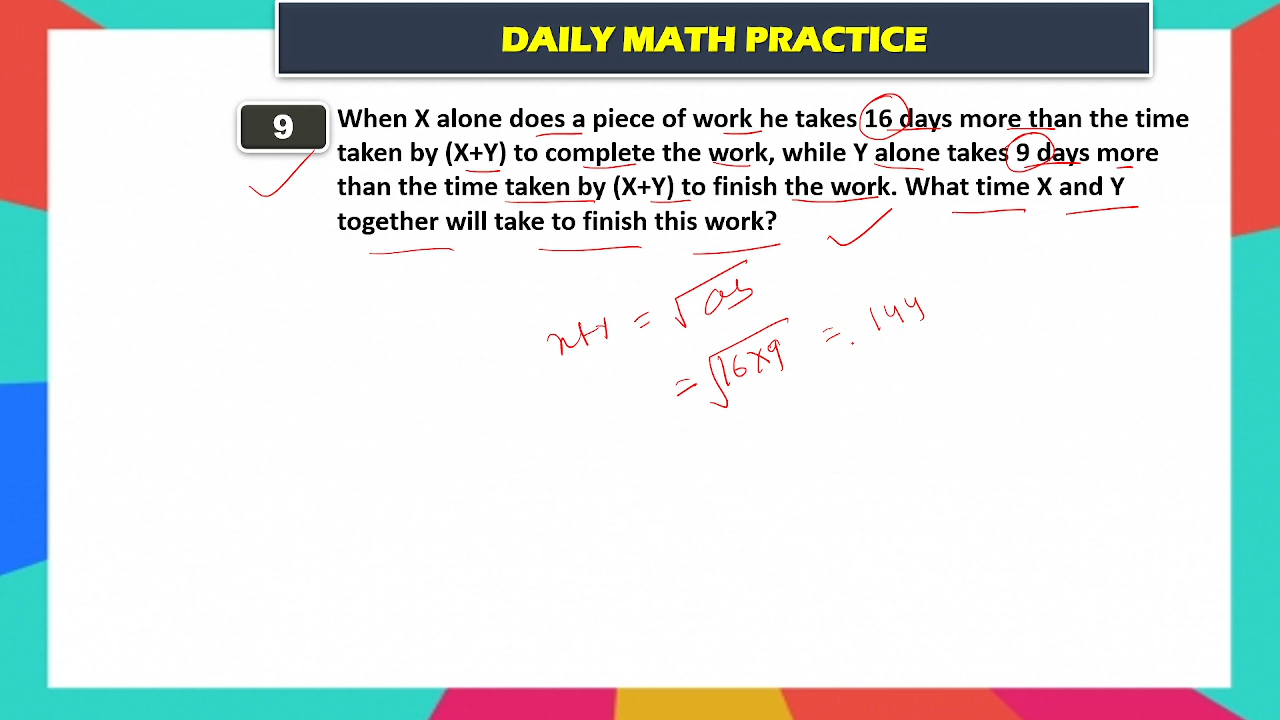 DAILY MATH PRACTICE
9
When X alone does a piece of work he takes 16 days more than the time
taken by (X+Y) to complete the work, while Y alone takes 9 days more
than the time taken by (X+Y) to finish the work. What time X and Y
together will take to finish this work?
x+y = √ab
= √16×9 = 144